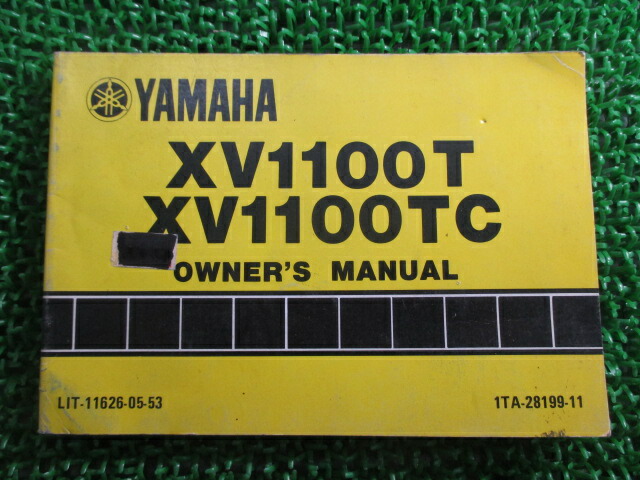 YAMAHA
XV1100T
XV1100TC
OWNER'S MANUAL
LIT-11626-05-53 1TA-28199-11